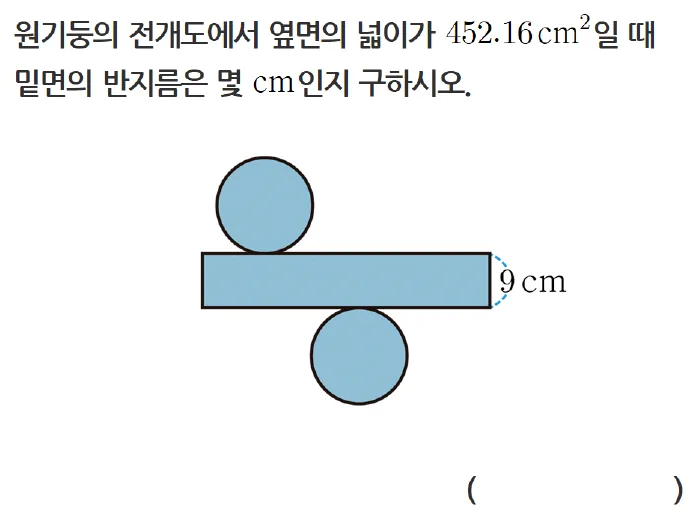 원기둥의 전개도에서 옆면의 넓이가 452.16 cm²일 때
밑면의 반지름은 몇 cm인지 구하시오.
9 cm
( )